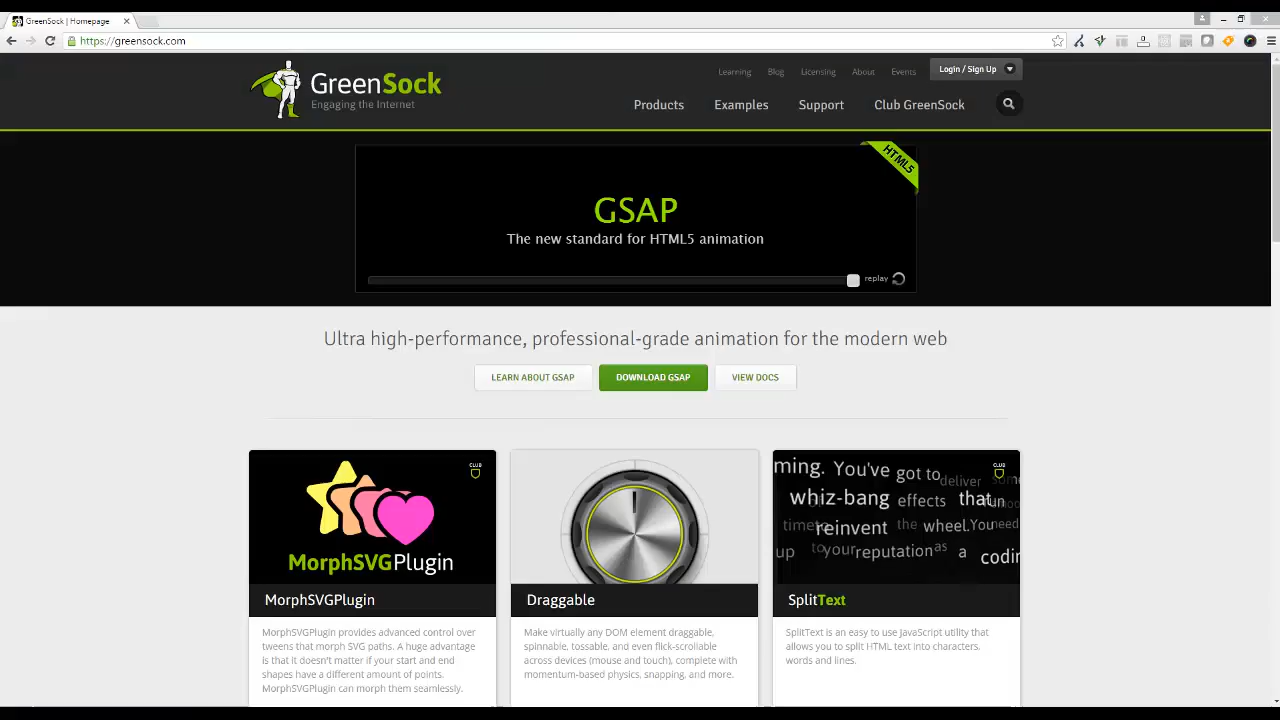 GreenSock | Homepage
https://greensock.com
Learning Blog Licensing About Events Login / Sign Up
GreenSock
Engaging the Internet
Products Examples Support Club GreenSock
HTML5
GSAP
The new standard for HTML5 animation
replay
Ultra high-performance, professional-grade animation for the modern web
LEARN ABOUT GSAP DOWNLOAD GSAP VIEW DOCS
CLUB
MorphSVGPlugin
MorphSVGPlugin
MorphSVGPlugin provides advanced control over
tweens that morph SVG paths. A huge advantage
is that it doesn't matter if your start and end
shapes have a different amount of points.
MorphSVGPlugin can morph them seamlessly.
Draggable
Make virtually any DOM element draggable,
spinnable, tossable, and even flick-scrollable
across devices (mouse and touch), complete with
momentum-based physics, snapping, and more.
CLUB
ming. You've got to deliver
whiz-bang effects that
reinvent the wheel. You need
up to your reputation as a codin
SplitText
SplitText is an easy to use JavaScript utility that
allows you to split HTML text into characters,
words and lines.